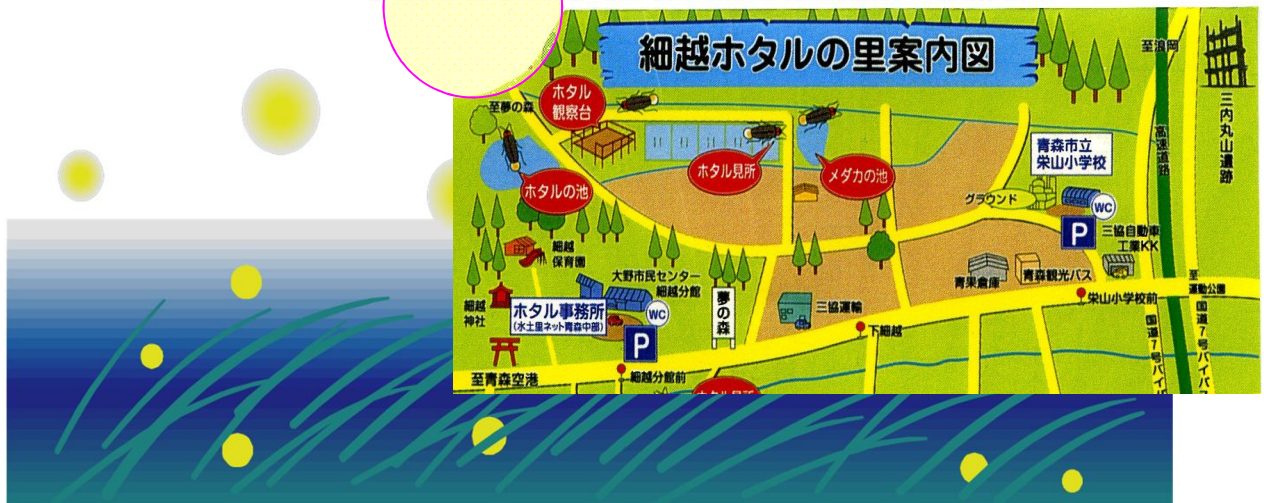 細越ホタルの里案内図
至浪岡
三内丸山遺跡
高速道路
至夢の森
ホタル
観察台
ホタルの池
ホタル見所
メダカの池
青森市立
栄山小学校
グラウンド
WC
P
三協自動車
工業KK
細越
保育園
大野市民センター
細越分館
青果倉庫
青森観光バス
至
運動公園
細越
神社
ホタル事務所
(水土里ネット青森中部)
WC
P
夢の森
三協運輸
下細越
栄山小学校前
国道7号バイパ
国道7号バイパ
至青森空港
細越分館前